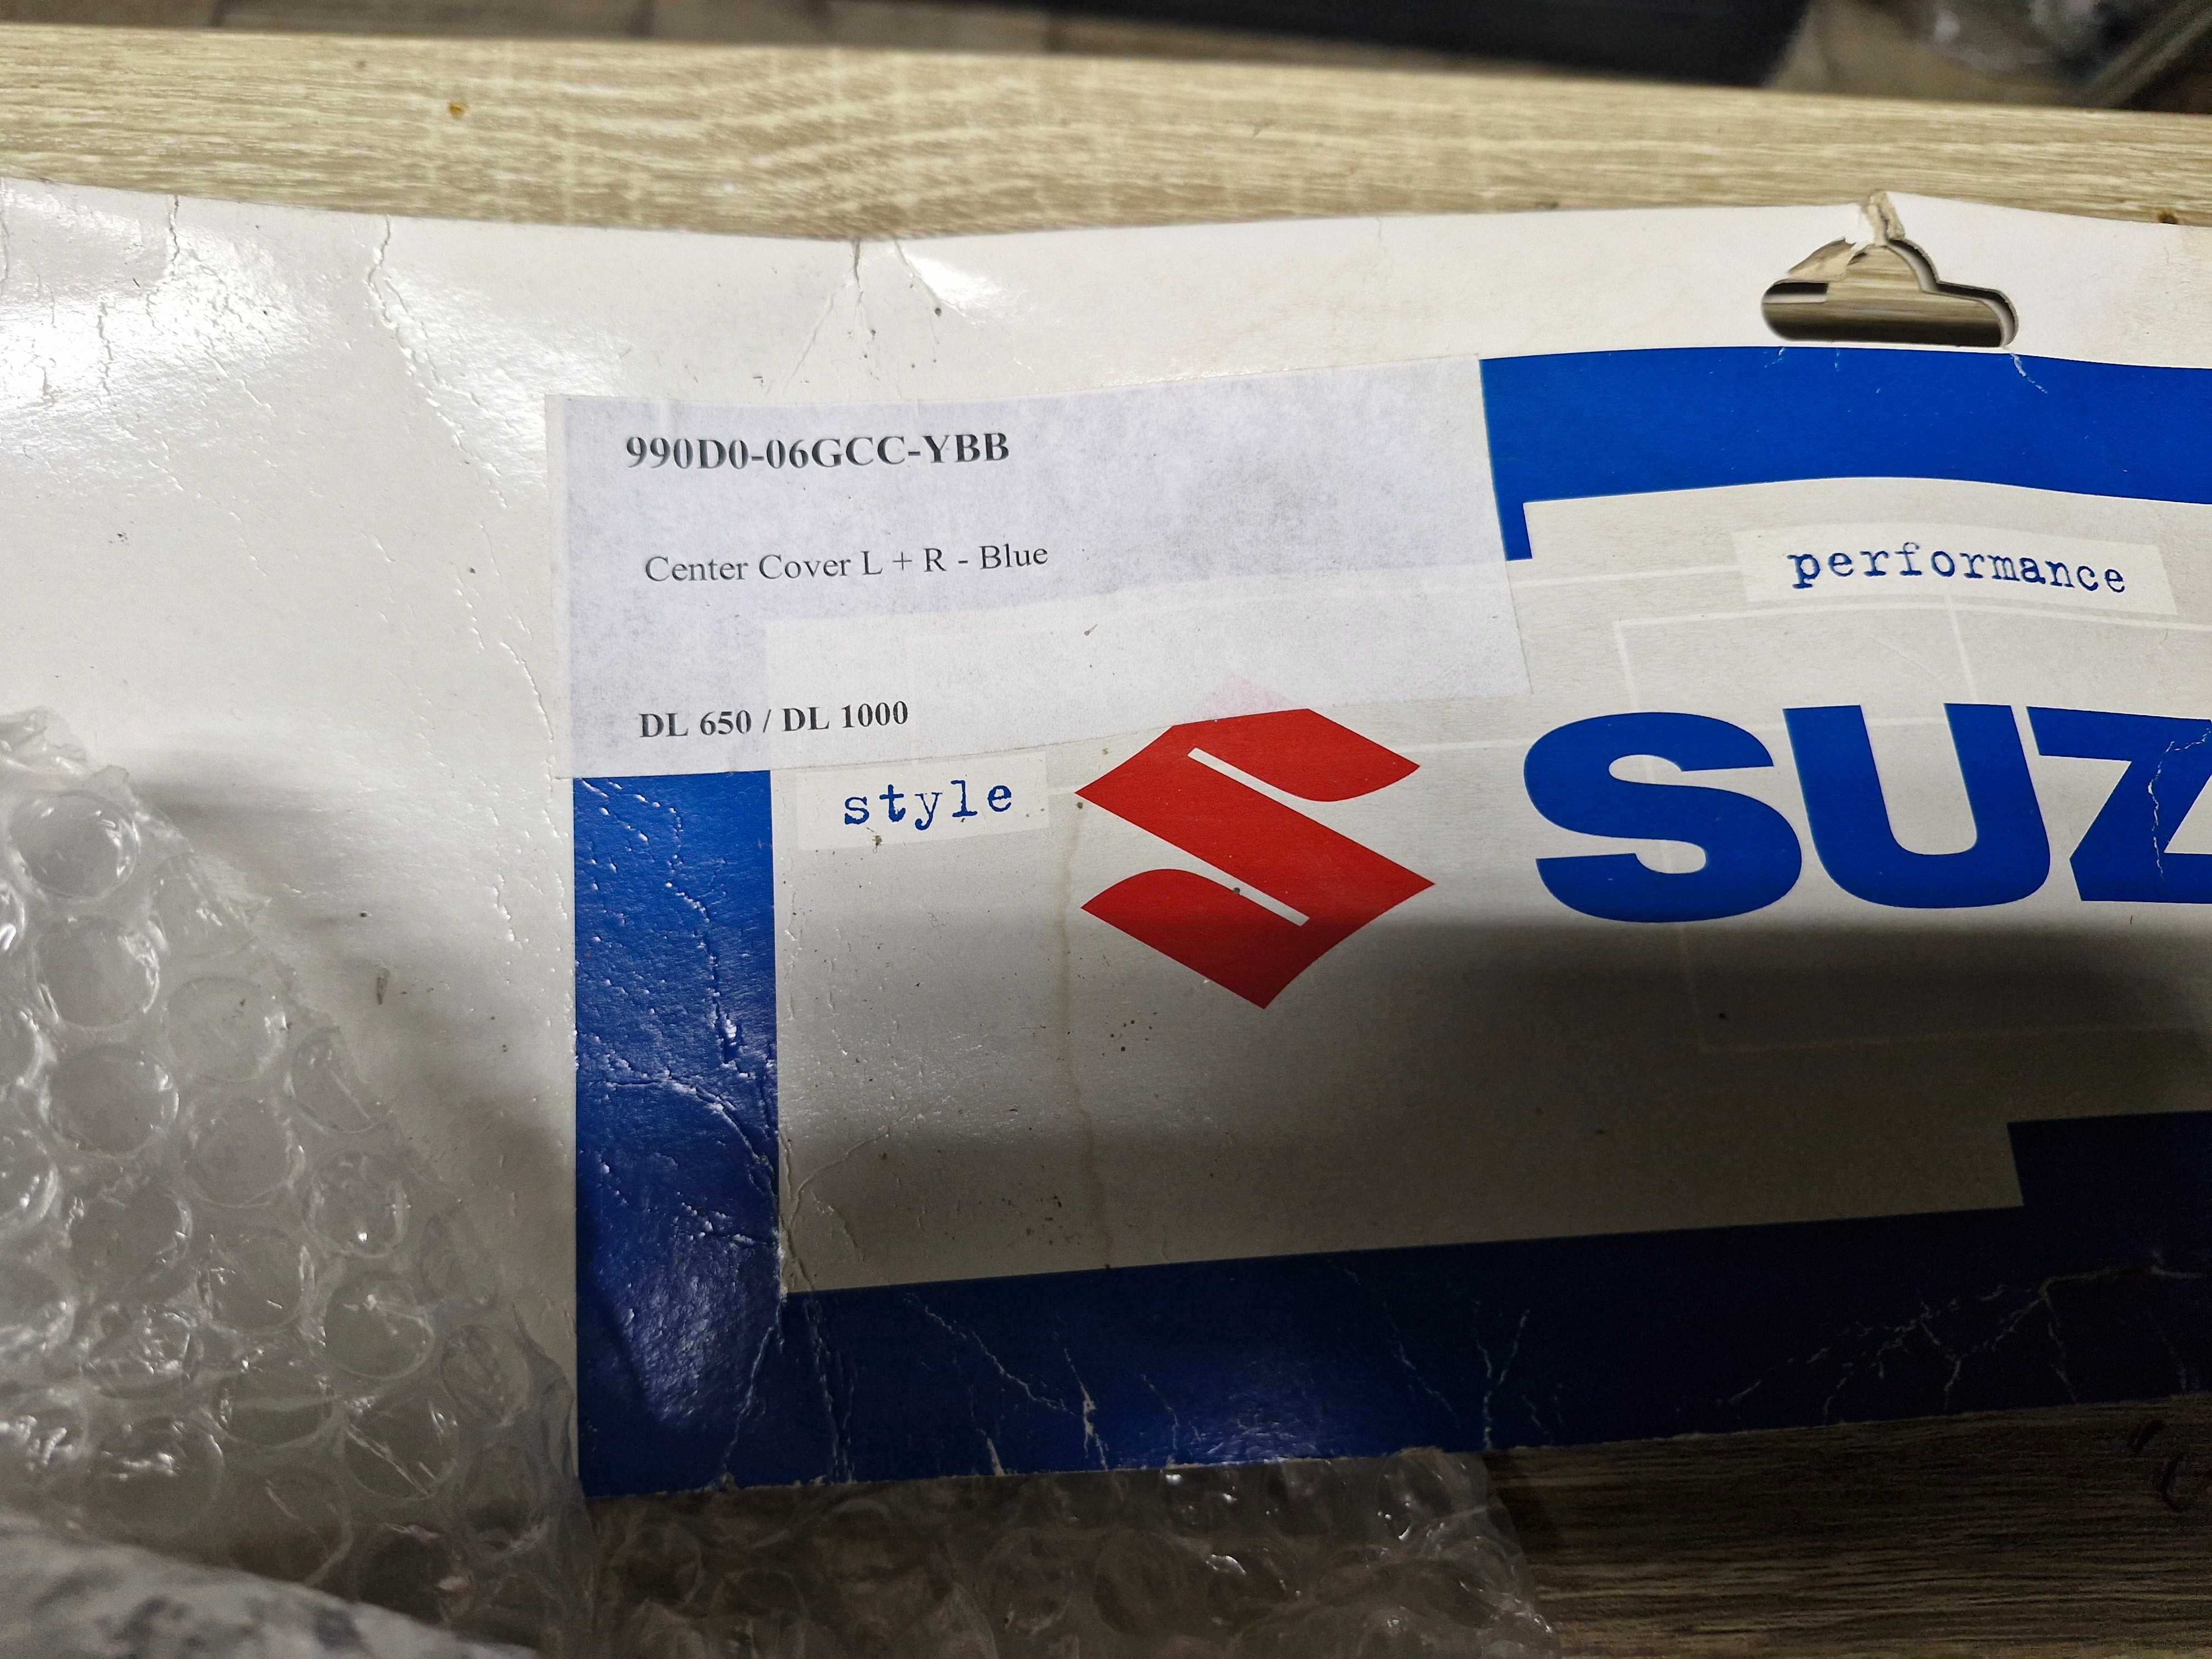 990D0-06GCC-YBB
Center Cover L + R - Blue
DL 650 / DL 1000
performance
style
SUZ